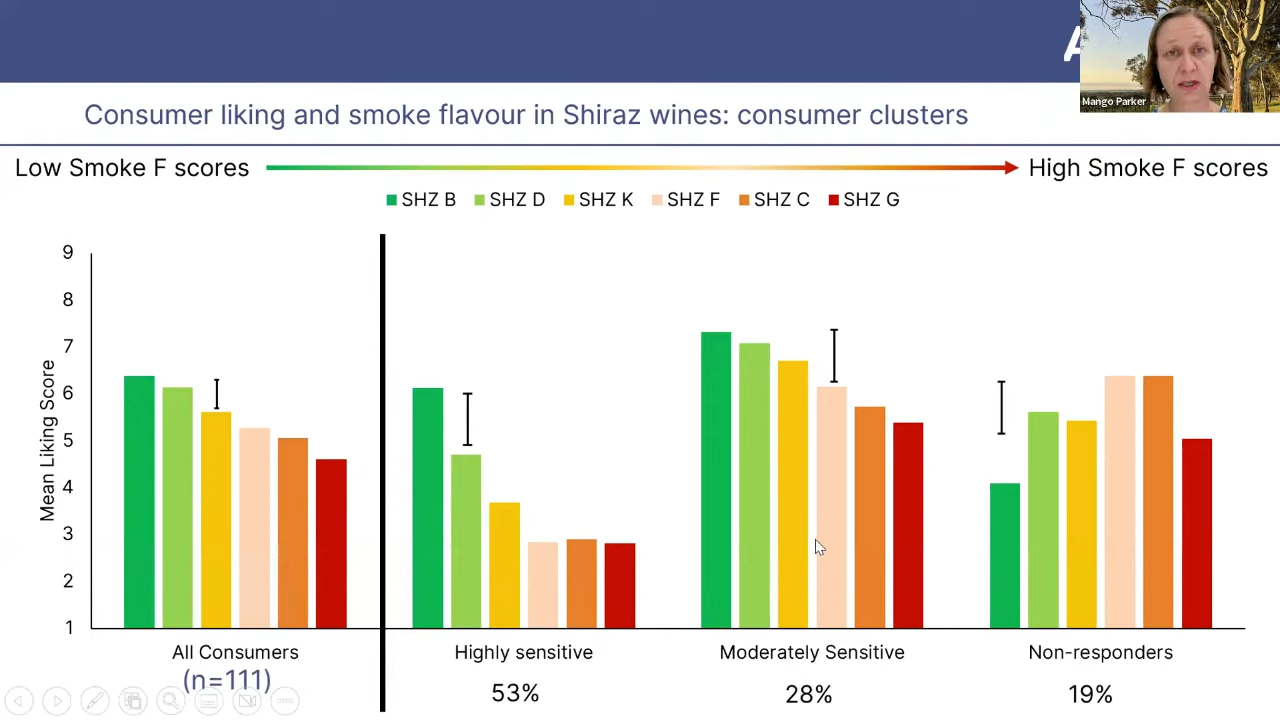 A
Mango Parker
Consumer liking and smoke flavour in Shiraz wines: consumer clusters
Low Smoke F scores
High Smoke F scores
SHZ B SHZ D SHZ K SHZ F SHZ C SHZ G
Mean Liking Score
9
8
7
6
5
4
3
2
1
All Consumers Highly sensitive Moderately Sensitive Non-responders
(n=111)
53% 28% 19%